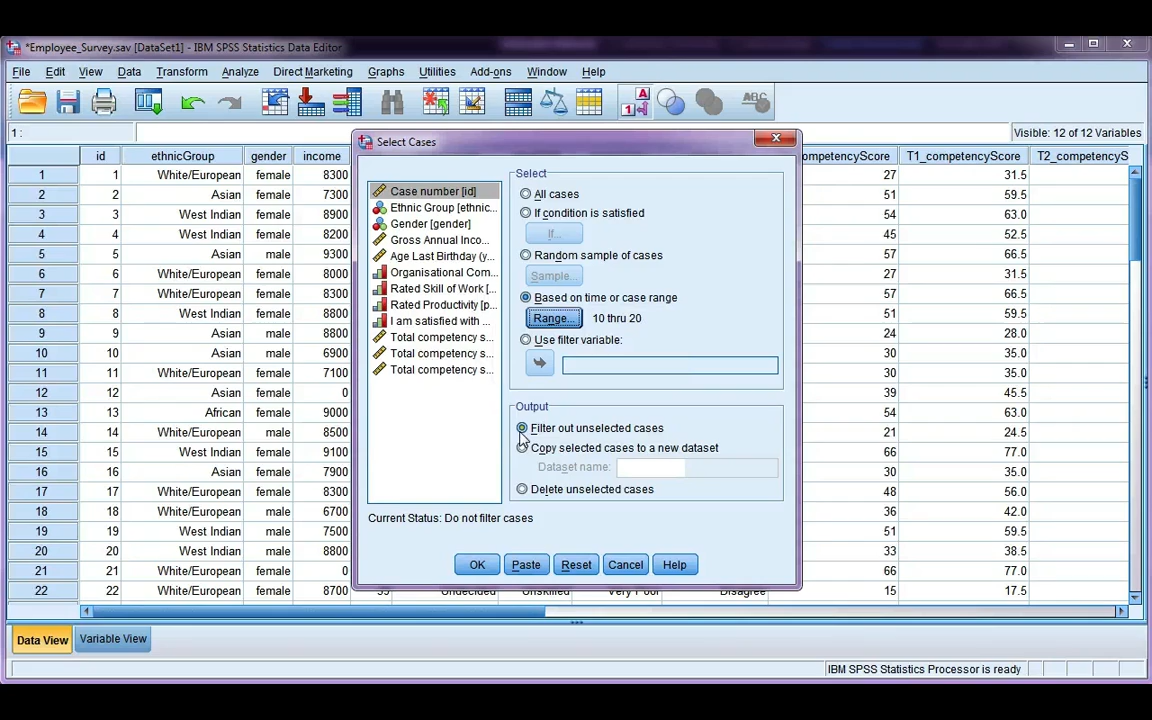 *Employee_Survey.sav [DataSet1] - IBM SPSS Statistics Data Editor
File Edit View Data Transform Analyze Direct Marketing Graphs Utilities Add-ons Window Help
1 : Visible: 12 of 12 Variables
id ethnicGroup gender income ompetencyScore T1_competencyScore T2_competencyS
1 1 White/European female 8300 27 31.5
2 2 Asian female 7300 51 59.5
3 3 West Indian female 8900 54 63.0
4 4 West Indian female 8200 45 52.5
5 5 Asian male 9300 57 66.5
6 6 White/European female 8000 27 31.5
7 7 White/European female 8300 57 66.5
8 8 West Indian female 8800 51 59.5
9 9 Asian male 8800 24 28.0
10 10 Asian male 6900 30 35.0
11 11 White/European female 7100 30 35.0
12 12 Asian female 0 39 45.5
13 13 African female 9000 54 63.0
14 14 White/European male 8500 21 24.5
15 15 White/European female 9100 66 77.0
16 16 Asian male 7900 30 35.0
17 17 White/European female 8300 48 56.0
18 18 White/European male 6700 36 42.0
19 19 West Indian male 7500 51 59.5
20 20 West Indian male 8800 33 38.5
21 21 White/European female 0 66 77.0
22 22 White/European female 8700 Undecided Unskilled Very Poor Disagree 15 17.5
Select Cases
Case number [id]
Ethnic Group [ethnic...
Gender [gender]
Gross Annual Inco...
Age Last Birthday (y...
Organisational Com...
Rated Skill of Work [...
Rated Productivity [p...
I am satisfied with ...
Total competency s...
Total competency s...
Total competency s...
Select
All cases
If condition is satisfied
If...
Random sample of cases
Sample...
Based on time or case range
Range... 10 thru 20
Use filter variable:
Output
Filter out unselected cases
Copy selected cases to a new dataset
Dataset name:
Delete unselected cases
Current Status: Do not filter cases
OK Paste Reset Cancel Help
Data View Variable View
IBM SPSS Statistics Processor is ready